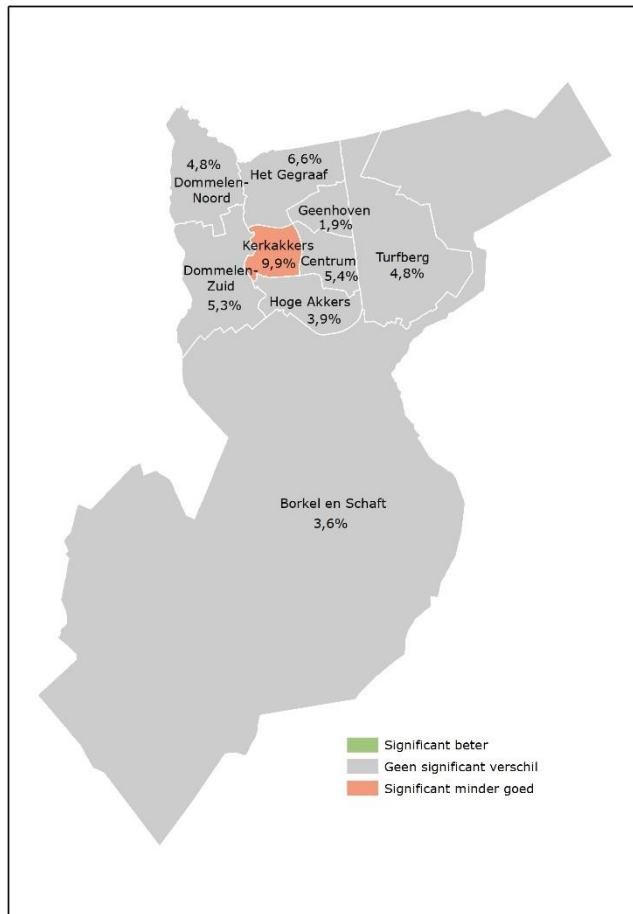 4,8%
Dommelen-
Noord
6,6%
Het Gegraaf
Geenhoven
1,9%
Kerkakkers
9,9%
Centrum
5,4%
Turfberg
4,8%
Dommelen-
Zuid
5,3%
Hoge Akkers
3,9%
Borkel en Schaft
3,6%
Significant beter
Geen significant verschil
Significant minder goed